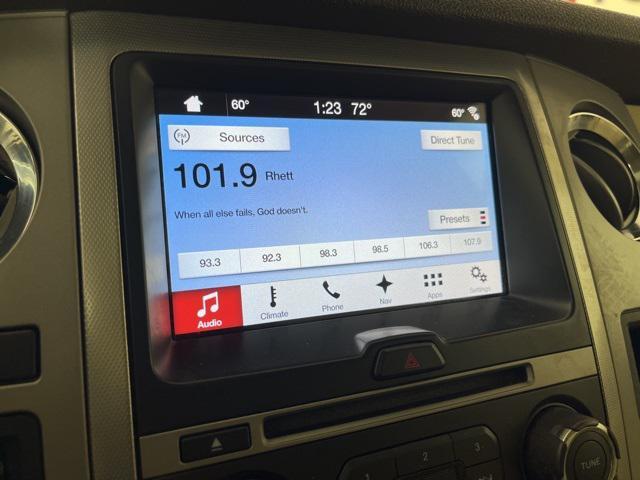 60° 1:23 72° 60°
FM Sources Direct Tune
101.9 Rhett
When all else fails, God doesn't.
Presets
93.3 92.3 98.3 98.5 106.3 107.9
Audio Climate Phone Nav Apps Settings
1 2 3
TUNE